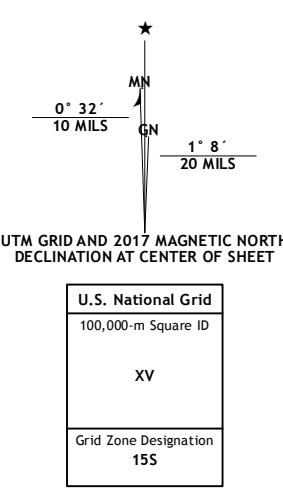 MN
0° 32´
10 MILS
GN
1° 8´
20 MILS
UTM GRID AND 2017 MAGNETIC NORTH
DECLINATION AT CENTER OF SHEET
U.S. National Grid
100,000-m Square ID
XV
Grid Zone Designation
15S